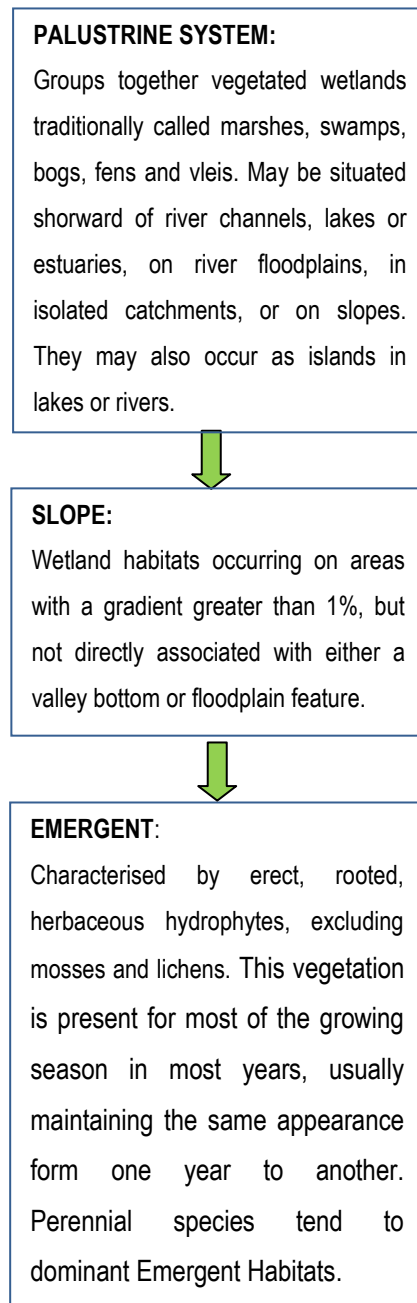 PALUSTRINE SYSTEM:
Groups together vegetated wetlands
traditionally called marshes, swamps,
bogs, fens and vleis. May be situated
shorward of river channels, lakes or
estuaries, on river floodplains, in
isolated catchments, or on slopes.
They may also occur as islands in
lakes or rivers.
SLOPE:
Wetland habitats occurring on areas
with a gradient greater than 1%, but
not directly associated with either a
valley bottom or floodplain feature.
EMERGENT:
Characterised by erect, rooted,
herbaceous hydrophytes, excluding
mosses and lichens. This vegetation
is present for most of the growing
season in most years, usually
maintaining the same appearance
form one year to another.
Perennial species tend to
dominant Emergent Habitats.